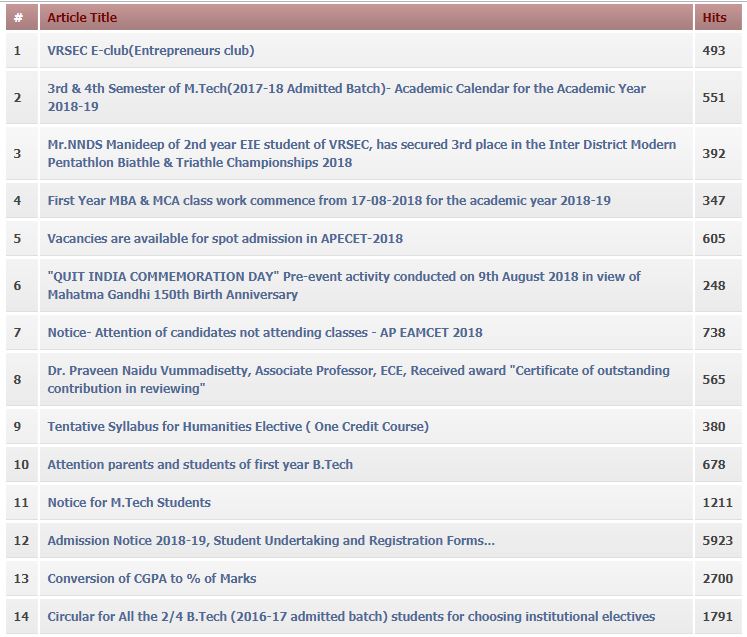 # Article Title Hits
1 VRSEC E-club(Entrepreneurs club) 493
2 3rd & 4th Semester of M.Tech(2017-18 Admitted Batch)- Academic Calendar for the Academic Year
2018-19 551
3 Mr.NNDS Manideep of 2nd year EIE student of VRSEC, has secured 3rd place in the Inter District Modern
Pentathlon Biathle & Triathle Championships 2018 392
4 First Year MBA & MCA class work commence from 17-08-2018 for the academic year 2018-19 347
5 Vacancies are available for spot admission in APECET-2018 605
6 "QUIT INDIA COMMEMORATION DAY" Pre-event activity conducted on 9th August 2018 in view of
Mahatma Gandhi 150th Birth Anniversary 248
7 Notice- Attention of candidates not attending classes - AP EAMCET 2018 738
8 Dr. Praveen Naidu Vummadisetty, Associate Professor, ECE, Received award "Certificate of outstanding
contribution in reviewing" 565
9 Tentative Syllabus for Humanities Elective ( One Credit Course) 380
10 Attention parents and students of first year B.Tech 678
11 Notice for M.Tech Students 1211
12 Admission Notice 2018-19, Student Undertaking and Registration Forms... 5923
13 Conversion of CGPA to % of Marks 2700
14 Circular for All the 2/4 B.Tech (2016-17 admitted batch) students for choosing institutional electives 1791